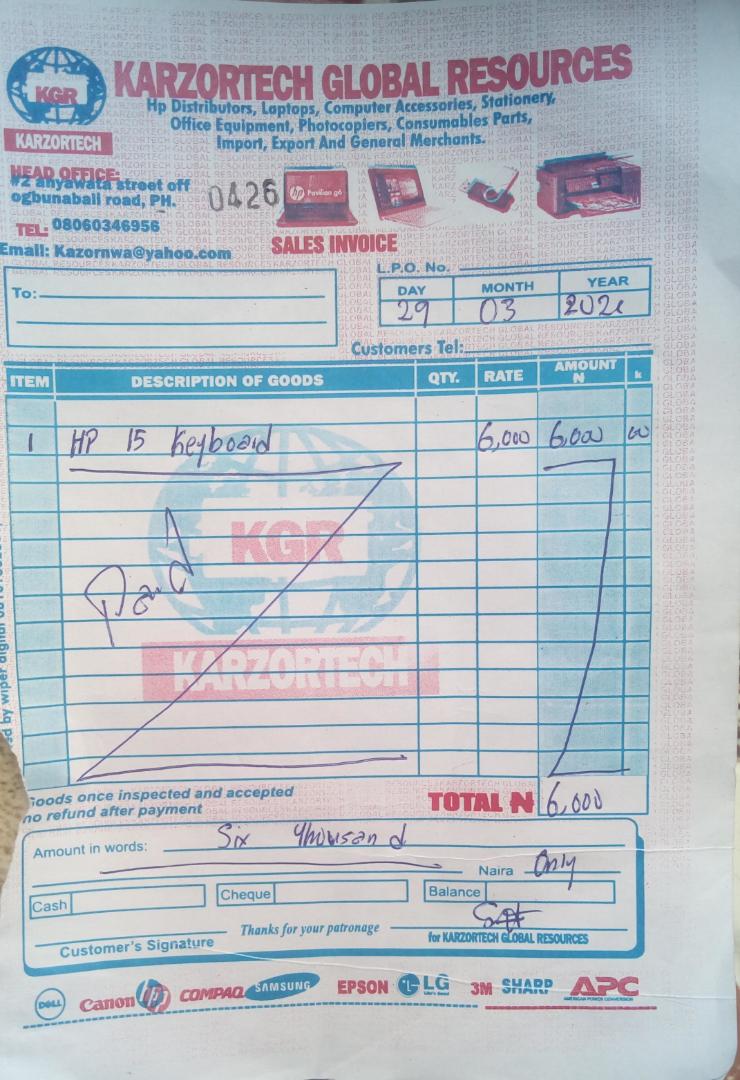 KARZORTECH GLOBAL RESOURCES
KGR
KARZORTECH
Hp Distributors, Laptops, Computer Accessories, Stationery,
Office Equipment, Photocopiers, Consumables Parts,
Import, Export And General Merchants.
HEAD OFFICE:
#2 anyawata street off
ogbunabali road, PH.
TEL: 08060346956
Email: Kazornwa@yahoo.com
0426
hp Pavilion g6
SALES INVOICE
L.P.O. No.
To:
DAY MONTH YEAR
29 03
Customers Tel:
ITEM DESCRIPTION OF GOODS QTY. RATE AMOUNT ₦ k
1 HP 15 Keyboard 6,000 6,000 00
KGR
Paid
KARZORTECH
Goods once inspected and accepted
no refund after payment
TOTAL ₦ 6,000
Amount in words: Six thousand
Naira Only
Cash Cheque Balance
Thanks for your patronage
Customer's Signature
for KARZORTECH GLOBAL RESOURCES
DELL Canon hp COMPAQ SAMSUNG EPSON LG Life's Good 3M SHARP APC
AMERICAN POWER CONVERSION